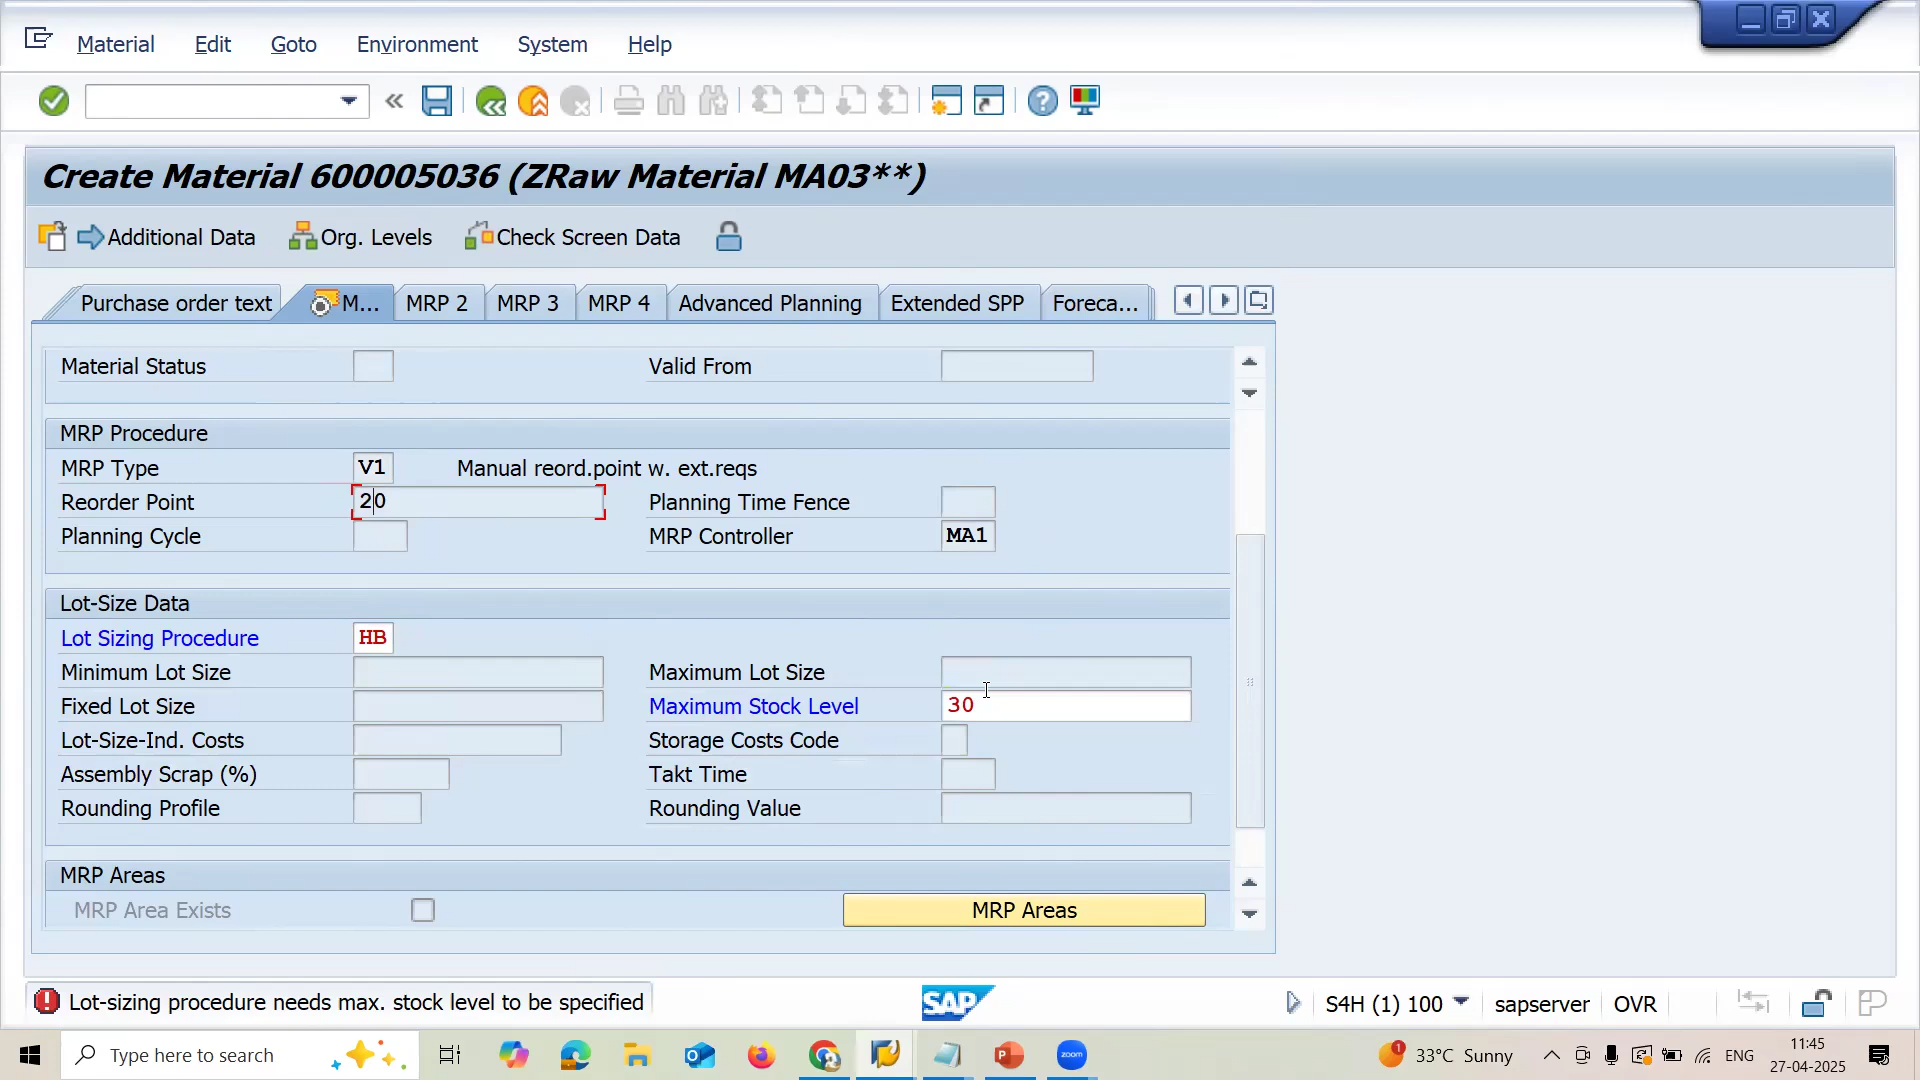 Material Edit Goto Environment System Help
Create Material 600005036 (ZRaw Material MA03**)
Additional Data Org. Levels Check Screen Data
Purchase order text M... MRP 2 MRP 3 MRP 4 Advanced Planning Extended SPP Foreca...
Material Status Valid From
MRP Procedure
MRP Type V1 Manual reord.point w. ext.reqs
Reorder Point 20 Planning Time Fence
Planning Cycle MRP Controller MA1
Lot-Size Data
Lot Sizing Procedure HB
Minimum Lot Size Maximum Lot Size
Fixed Lot Size Maximum Stock Level 30
Lot-Size-Ind. Costs Storage Costs Code
Assembly Scrap (%) Takt Time
Rounding Profile Rounding Value
MRP Areas
MRP Area Exists MRP Areas
Lot-sizing procedure needs max. stock level to be specified SAP S4H (1) 100 sapserver OVR
Type here to search zoom 1 33°C Sunny ENG 11:45
27-04-2025